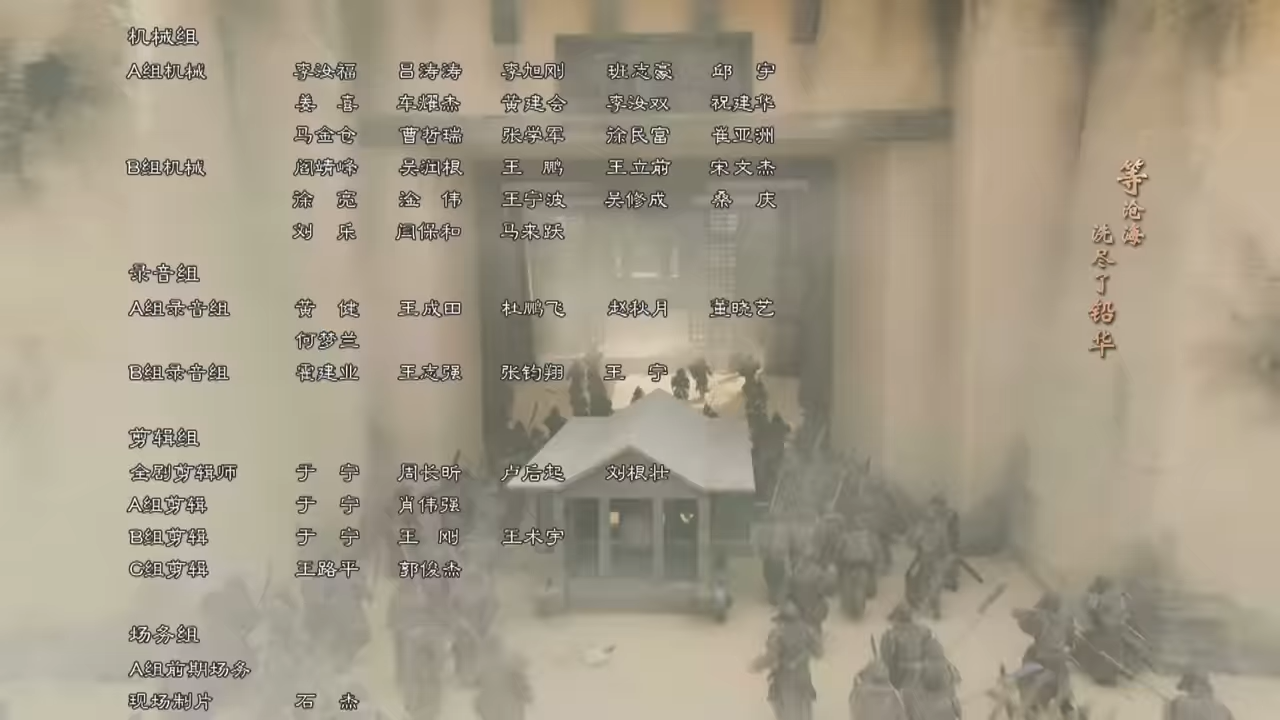 机械组
A组机械 李汝福 吕涛涛 李旭刚 班志豪 邱 宇
姜 喜 车耀杰 黄建会 李汝双 祝建华
马金仓 曹哲瑞 张学军 涂民富 崔亚洲
B组机械 阎靖峰 吴润根 王 鹏 王立前 宋文杰
涂 亮 淦 伟 王宁波 吴修成 桑 庆
刘 乐 闫保和 马来跃
录音组
A组录音组 黄 健 王成田 杜鹏飞 赵秋月 董晓艺
何梦兰
B组录音组 霍建业 王志强 张钧翔 王 宁
剪辑组
全剧剪辑师 于 宁 周长昕 卢后起 刘根壮
A组剪辑 于 宁 肖伟强
B组剪辑 于 宁 王 刚 王术宇
C组剪辑 王路平 郭俊杰
场务组
A组前期场务
现场制片 石 杰
等沧海
洗尽了铅华